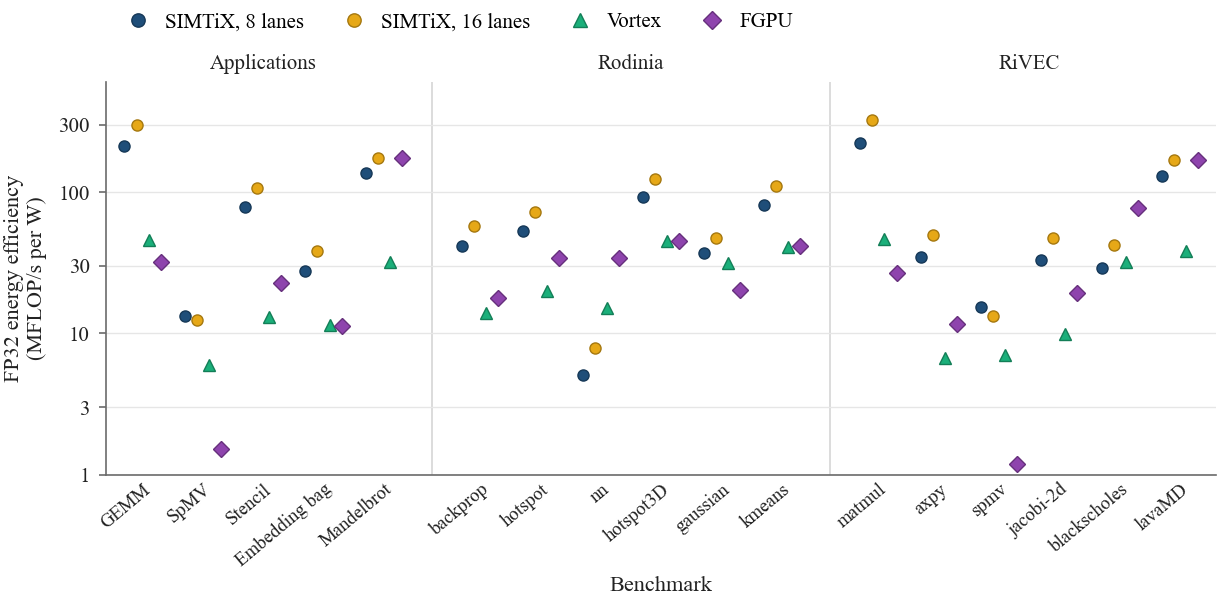 SIMTiX, 8 lanes SIMTiX, 16 lanes Vortex FGPU
Applications Rodinia RiVEC
FP32 energy efficiency
(MFLOP/s per W)
300
100
30
10
3
1
GEMM SpMV Stencil Embedding bag Mandelbrot backprop hotspot nn hotspot3D gaussian kmeans matmul axpy spmv jacobi-2d blackscholes lavaMD
Benchmark